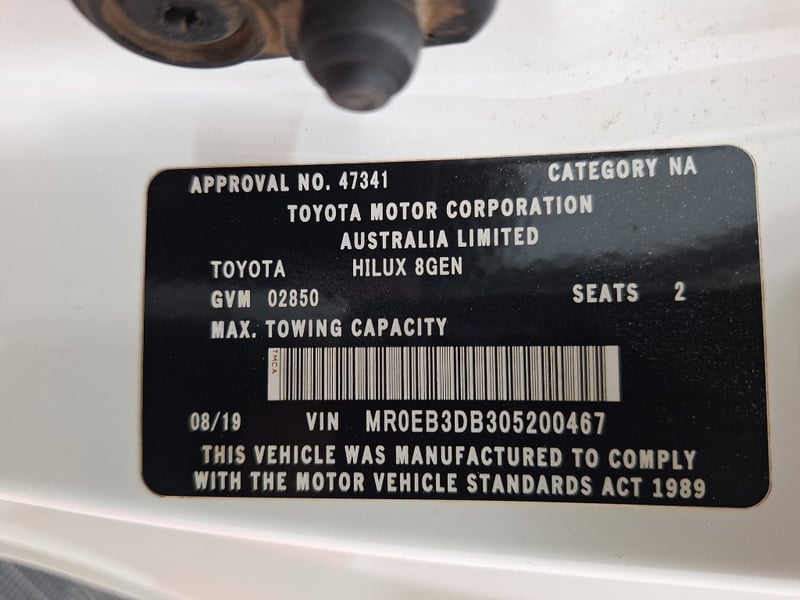 APPROVAL NO. 47341 CATEGORY NA
TOYOTA MOTOR CORPORATION
AUSTRALIA LIMITED
TOYOTA HILUX 8GEN
GVM 02850 SEATS 2
MAX. TOWING CAPACITY
TMCA
08/19 VIN MR0EB3DB305200467
THIS VEHICLE WAS MANUFACTURED TO COMPLY
WITH THE MOTOR VEHICLE STANDARDS ACT 1989